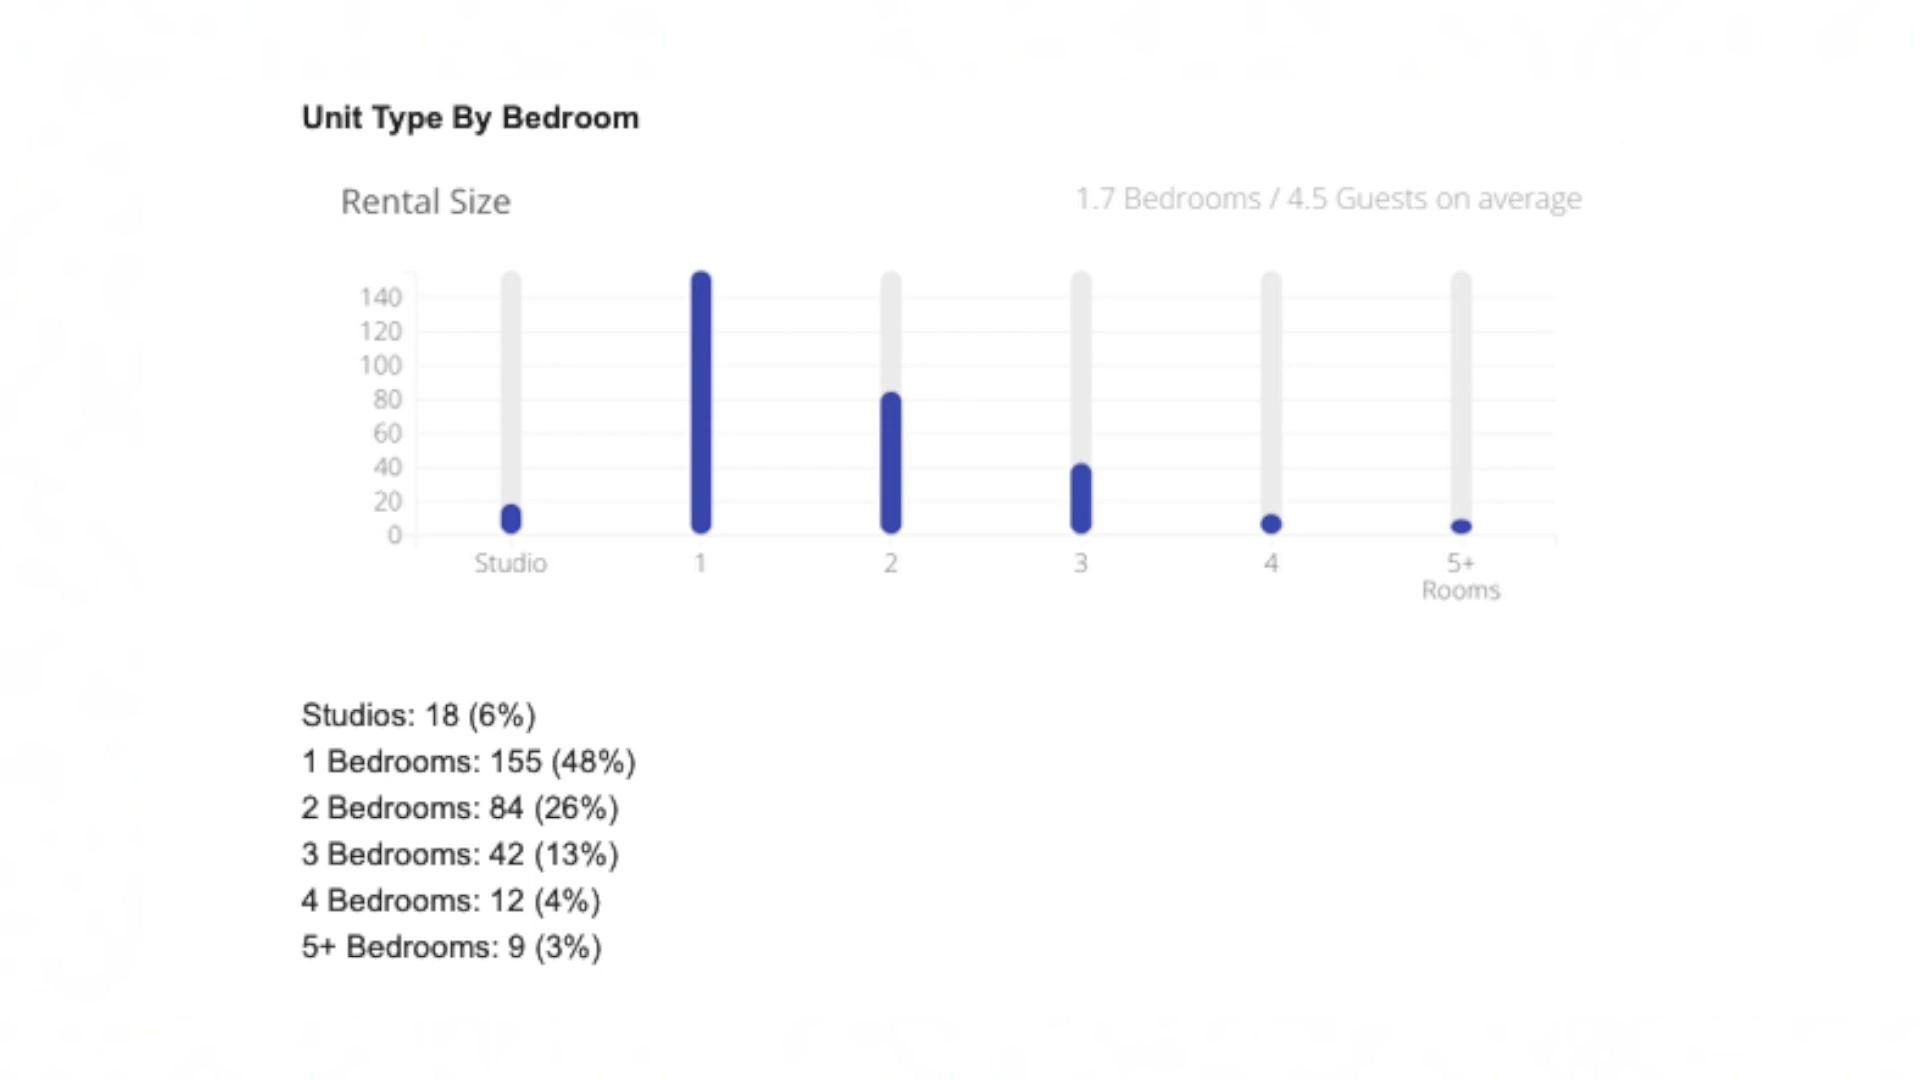 Unit Type By Bedroom
Rental Size
1.7 Bedrooms / 4.5 Guests on average
140
120
100
80
60
40
20
0
Studio 1 2 3 4 5+
Rooms
Studios: 18 (6%)
1 Bedrooms: 155 (48%)
2 Bedrooms: 84 (26%)
3 Bedrooms: 42 (13%)
4 Bedrooms: 12 (4%)
5+ Bedrooms: 9 (3%)